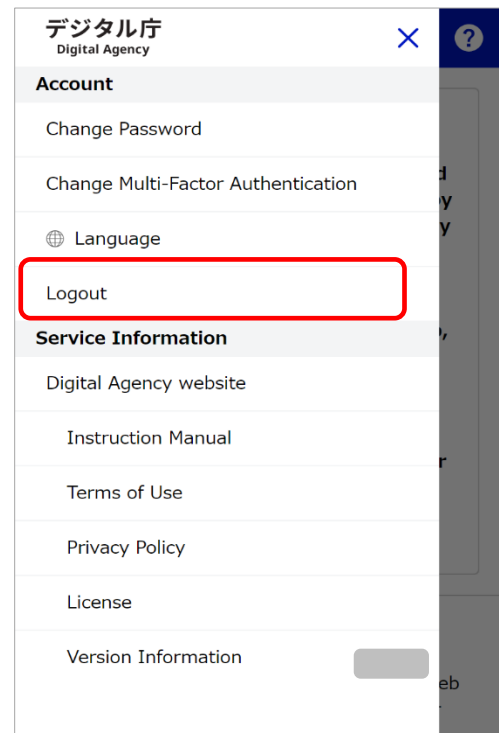 デジタル庁
Digital Agency
?
Account
Change Password
d
Change Multi-Factor Authentication
y
y
Language
Logout
Service Information
,
Digital Agency website
Instruction Manual
r
Terms of Use
Privacy Policy
License
Version Information
eb